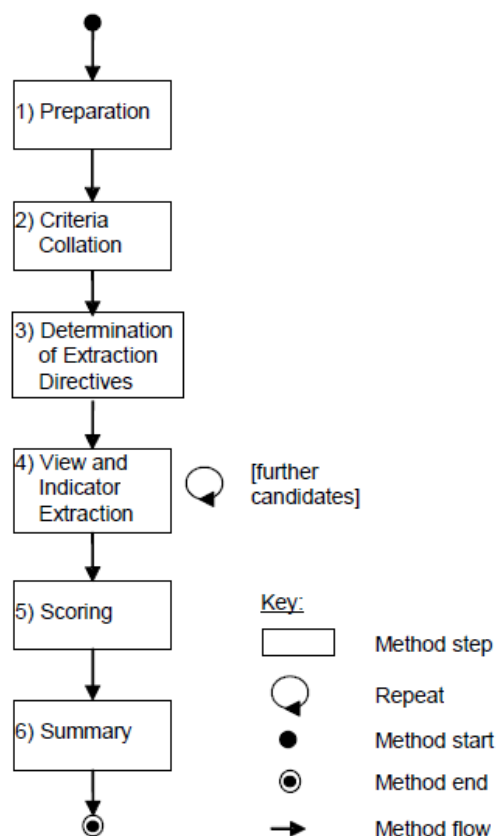 1) Preparation
2) Criteria
Collation
3) Determination
of Extraction
Directives
4) View and
Indicator
Extraction
[further
candidates]
5) Scoring
6) Summary
Key:
Method step
Repeat
Method start
Method end
Method flow